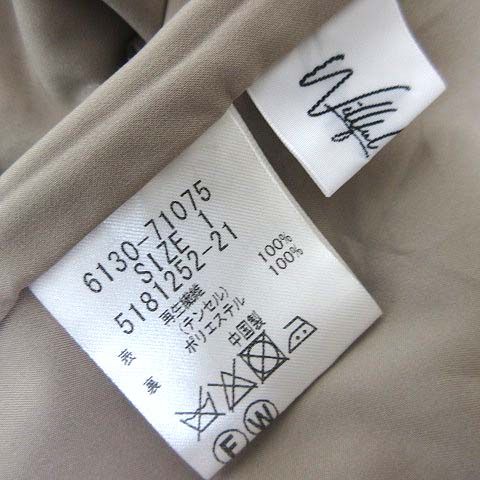 Willful
6130-71075
SIZE 1
5181252-21
表 再生繊維 100%
(テンセル)
裏 ポリエステル 100%
中国製
F W